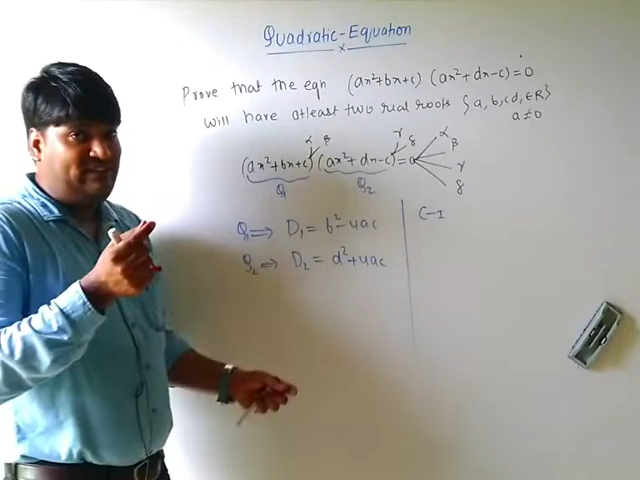 Quadratic-Equation
x
Prove that the eqn (ax²+bx+c) (ax²+dx-c)=0
will have atleast two real roots {a, b, c, d, ∈R}
a≠0
α β γ δ
(ax²+bx+c) (ax²+dx-c)=0 α β γ δ
Q₁ Q₂
Q₁ ⇒ D₁ = b²-4ac
C-I
Q₂ ⇒ D₂ = d²+4ac